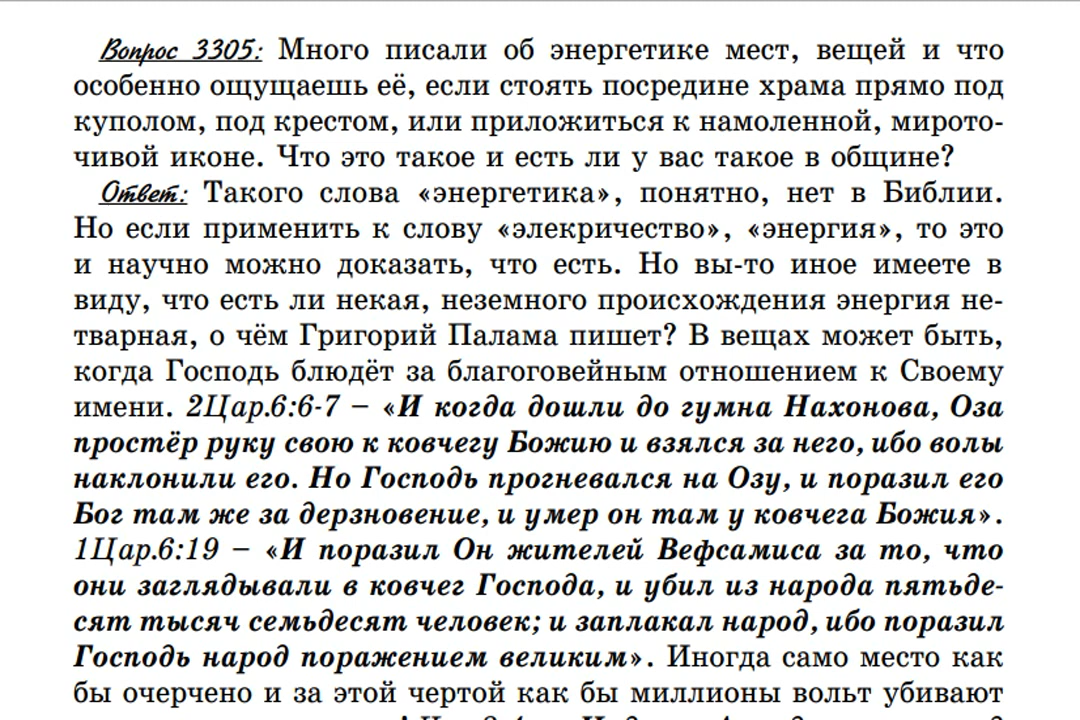 Вопрос 3305: Много писали об энергетике мест, вещей и что
особенно ощущаешь её, если стоять посредине храма прямо под
куполом, под крестом, или приложиться к намоленной, мирото-
чивой иконе. Что это такое и есть ли у вас такое в общине?
Ответ: Такого слова «энергетика», понятно, нет в Библии.
Но если применить к слову «элекричество», «энергия», то это
и научно можно доказать, что есть. Но вы-то иное имеете в
виду, что есть ли некая, неземного происхождения энергия не-
тварная, о чём Григорий Палама пишет? В вещах может быть,
когда Господь блюдёт за благоговейным отношением к Своему
имени. 2Цар.6:6-7 – «И когда дошли до гумна Нахонова, Оза
простёр руку свою к ковчегу Божию и взялся за него, ибо волы
наклонили его. Но Господь прогневался на Озу, и поразил его
Бог там же за дерзновение, и умер он там у ковчега Божия».
1Цар.6:19 – «И поразил Он жителей Вефсамиса за то, что
они заглядывали в ковчег Господа, и убил из народа пятьде-
сят тысяч семьдесят человек; и заплакал народ, ибо поразил
Господь народ поражением великим». Иногда само место как
бы очерчено и за этой чертой как бы миллионы вольт убивают